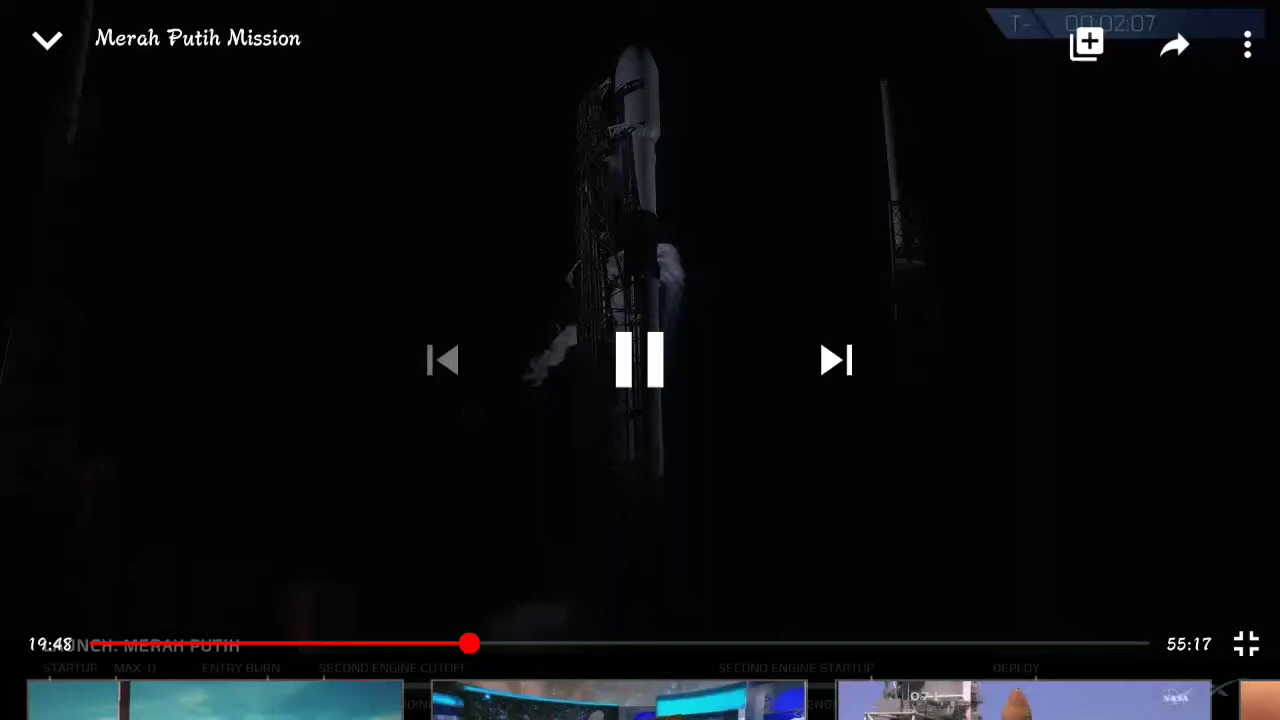 Merah Putih Mission
T- 00:02:07
19:48
LAUNCH: MERAH PUTIH
55:17
STARTUP MAX-Q ENTRY BURN SECOND ENGINE CUTOFF SECOND ENGINE STARTUP DEPLOY
NASA